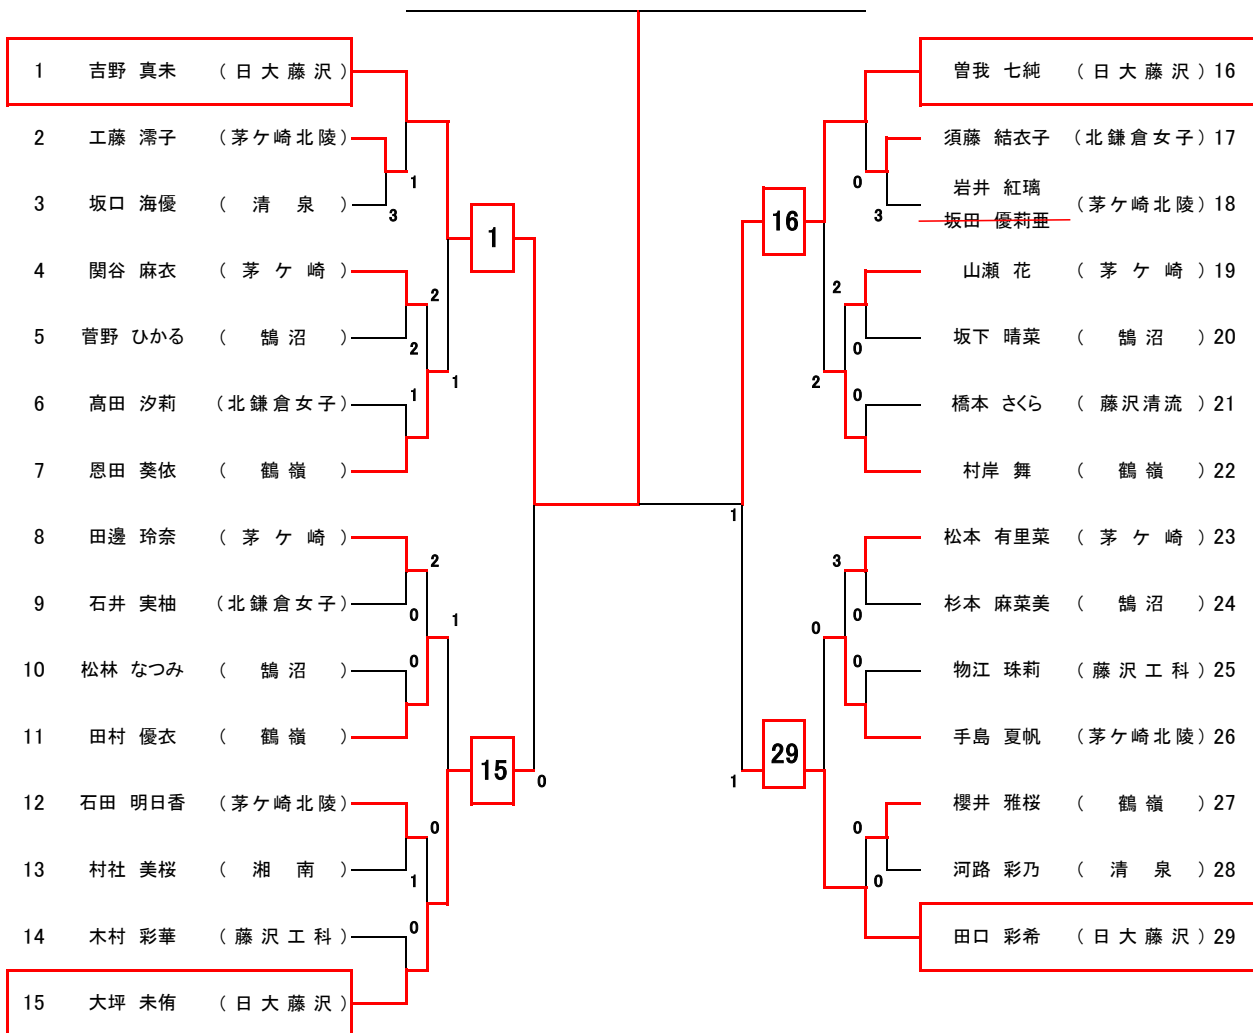 1 吉野 真未 (日大藤沢)
2 工藤 澪子 (茅ケ崎北陵)
3 坂口 海優 (清泉)
4 関谷 麻衣 (茅ケ崎)
5 菅野 ひかる (鵠沼)
6 髙田 汐莉 (北鎌倉女子)
7 恩田 葵依 (鶴嶺)
8 田邊 玲奈 (茅ケ崎)
9 石井 実柚 (北鎌倉女子)
10 松林 なつみ (鵠沼)
11 田村 優衣 (鶴嶺)
12 石田 明日香 (茅ケ崎北陵)
13 村社 美桜 (湘南)
14 木村 彩華 (藤沢工科)
15 大坪 未侑 (日大藤沢)
1
3
2
2
1
1
1
2
0
1
0
0
1
0
1
15
0
16
29
1
1
0
3
2
0
2
0
3
0
0
0
0
0
曽我 七純 (日大藤沢) 16
須藤 結衣子 (北鎌倉女子) 17
岩井 紅璃
坂田 優莉亜
(茅ケ崎北陵) 18
山瀬 花 (茅ケ崎) 19
坂下 晴菜 (鵠沼) 20
橋本 さくら (藤沢清流) 21
村岸 舞 (鶴嶺) 22
松本 有里菜 (茅ケ崎) 23
杉本 麻菜美 (鵠沼) 24
物江 珠莉 (藤沢工科) 25
手島 夏帆 (茅ケ崎北陵) 26
櫻井 雅桜 (鶴嶺) 27
河路 彩乃 (清泉) 28
田口 彩希 (日大藤沢) 29